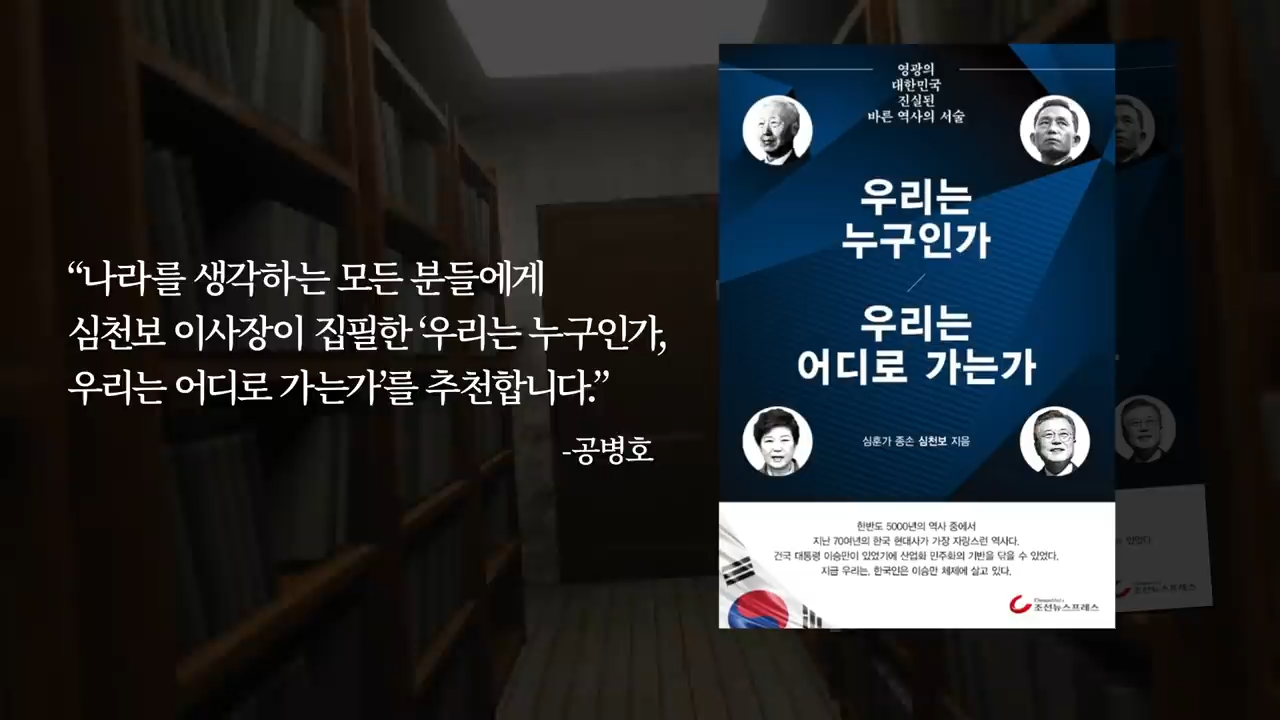 “나라를 생각하는 모든 분들에게
심천보 이사장이 집필한 ‘우리는 누구인가,
우리는 어디로 가는가’를 추천합니다.”
-공병호
영광의
대한민국
진실된
바른 역사의 서술
우리는
누구인가
우리는
어디로 가는가
심훈가 종손 심천보 지음
한반도 5000년의 역사 중에서
지난 70여년의 한국 현대사가 가장 자랑스런 역사다.
건국 대통령 이승만이 있었기에 산업화 민주화의 기반을 닦을 수 있었다.
지금 우리는, 한국인은 이승만 체제에 살고 있다.
조선뉴스프레스